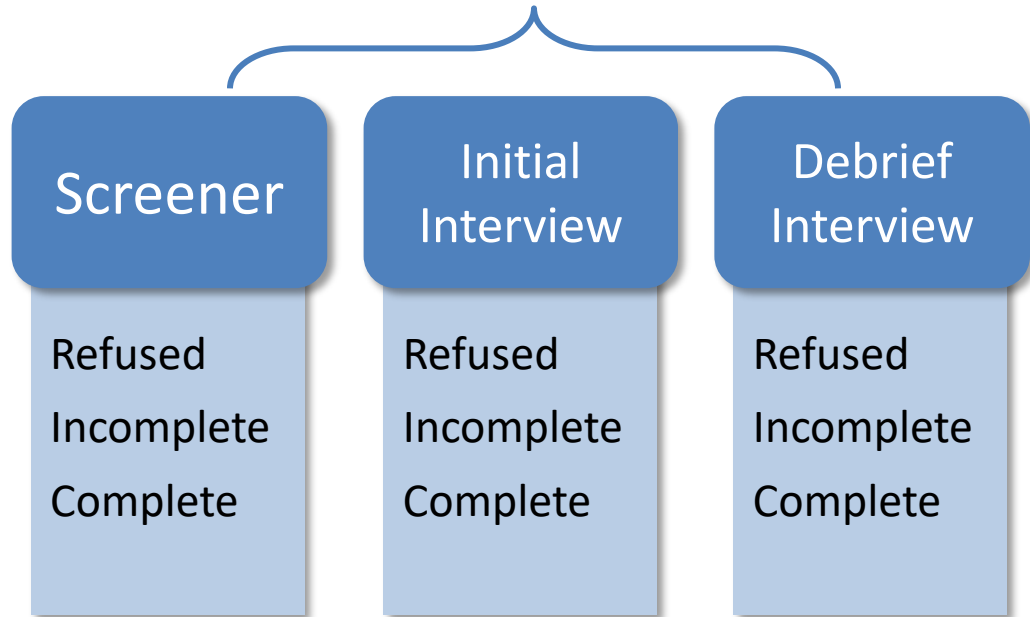 Screener
Refused
Incomplete
Complete
Initial
Interview
Refused
Incomplete
Complete
Debrief
Interview
Refused
Incomplete
Complete